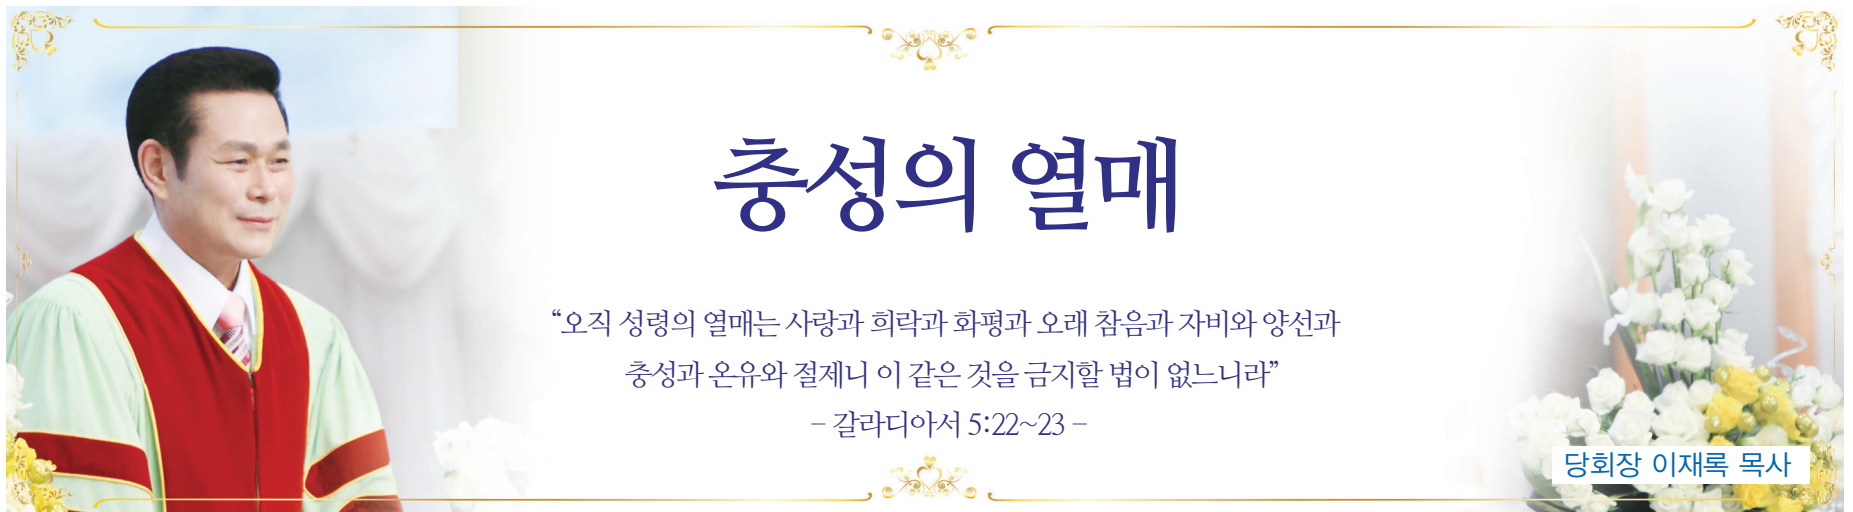 충성의 열매
“오직 성령의 열매는 사랑과 희락과 화평과 오래 참음과 자비와 양선과
충성과 온유와 절제니 이 같은 것을 금지할 법이 없느니라”
– 갈라디아서 5:22~23 –
당회장 이재록 목사